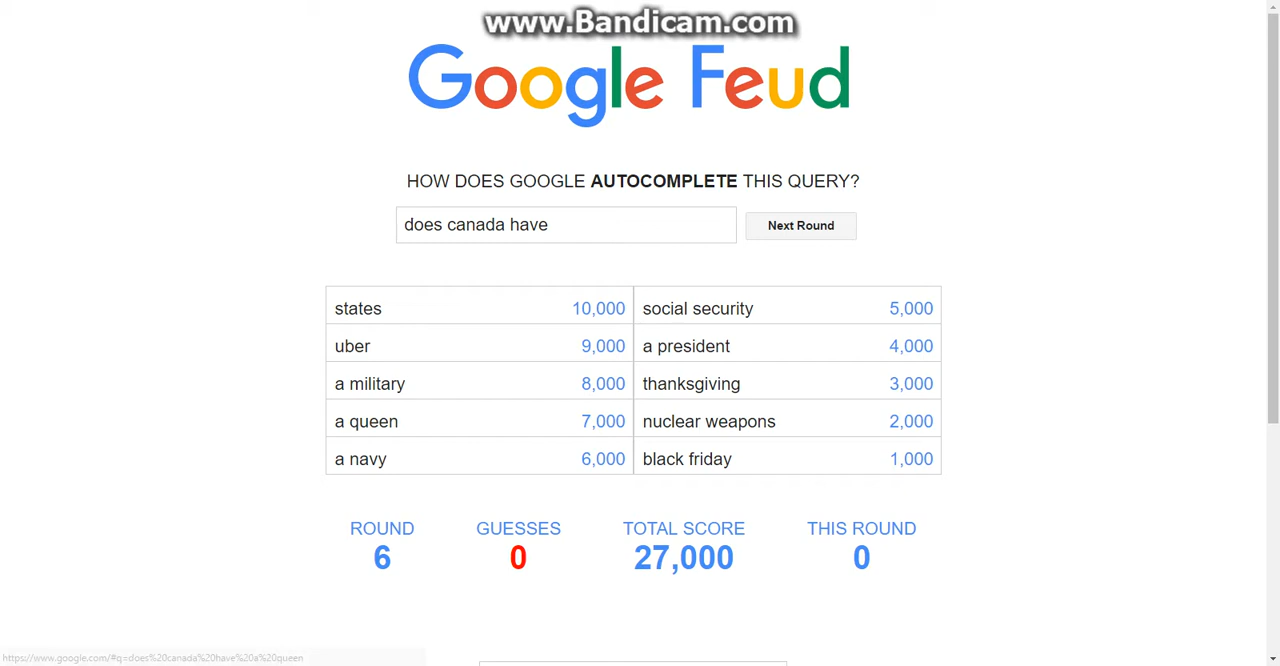 www.Bandicam.com
Google Feud
HOW DOES GOOGLE AUTOCOMPLETE THIS QUERY?
does canada have
Next Round
states 10,000 social security 5,000
uber 9,000 a president 4,000
a military 8,000 thanksgiving 3,000
a queen 7,000 nuclear weapons 2,000
a navy 6,000 black friday 1,000
ROUND GUESSES TOTAL SCORE THIS ROUND
6 0 27,000 0
https://www.google.com/#q=does%20canada%20have%20a%20queen